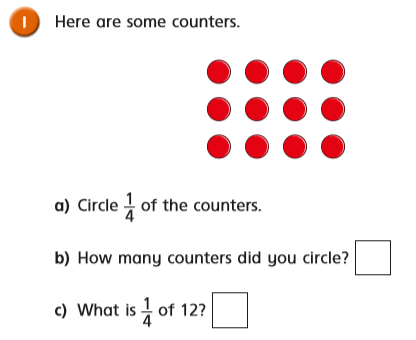 1 Here are some counters.
a) Circle 1/4 of the counters.
b) How many counters did you circle?
c) What is 1/4 of 12?